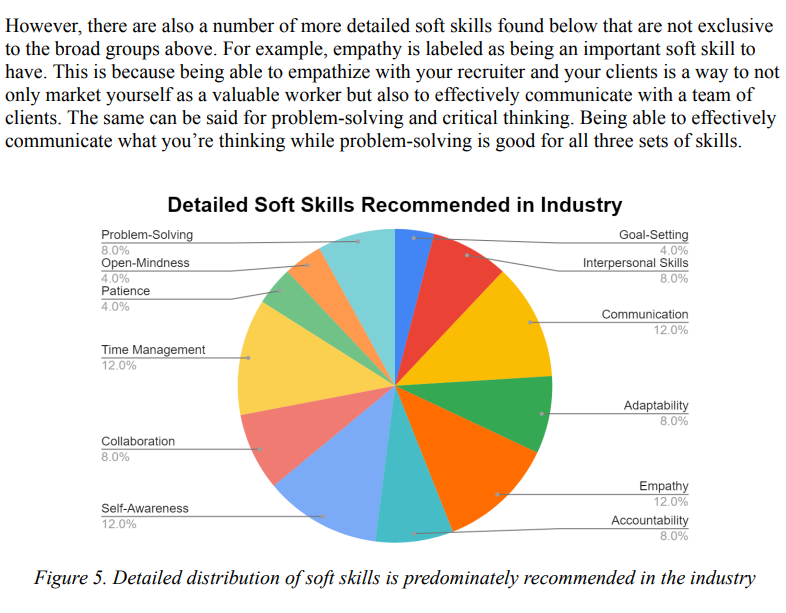 However, there are also a number of more detailed soft skills found below that are not exclusive
to the broad groups above. For example, empathy is labeled as being an important soft skill to
have. This is because being able to empathize with your recruiter and your clients is a way to not
only market yourself as a valuable worker but also to effectively communicate with a team of
clients. The same can be said for problem-solving and critical thinking. Being able to effectively
communicate what you’re thinking while problem-solving is good for all three sets of skills.
Detailed Soft Skills Recommended in Industry
Problem-Solving
8.0%
Open-Mindness
4.0%
Patience
4.0%
Time Management
12.0%
Collaboration
8.0%
Self-Awareness
12.0%
Goal-Setting
4.0%
Interpersonal Skills
8.0%
Communication
12.0%
Adaptability
8.0%
Empathy
12.0%
Accountability
8.0%
Figure 5. Detailed distribution of soft skills is predominately recommended in the industry